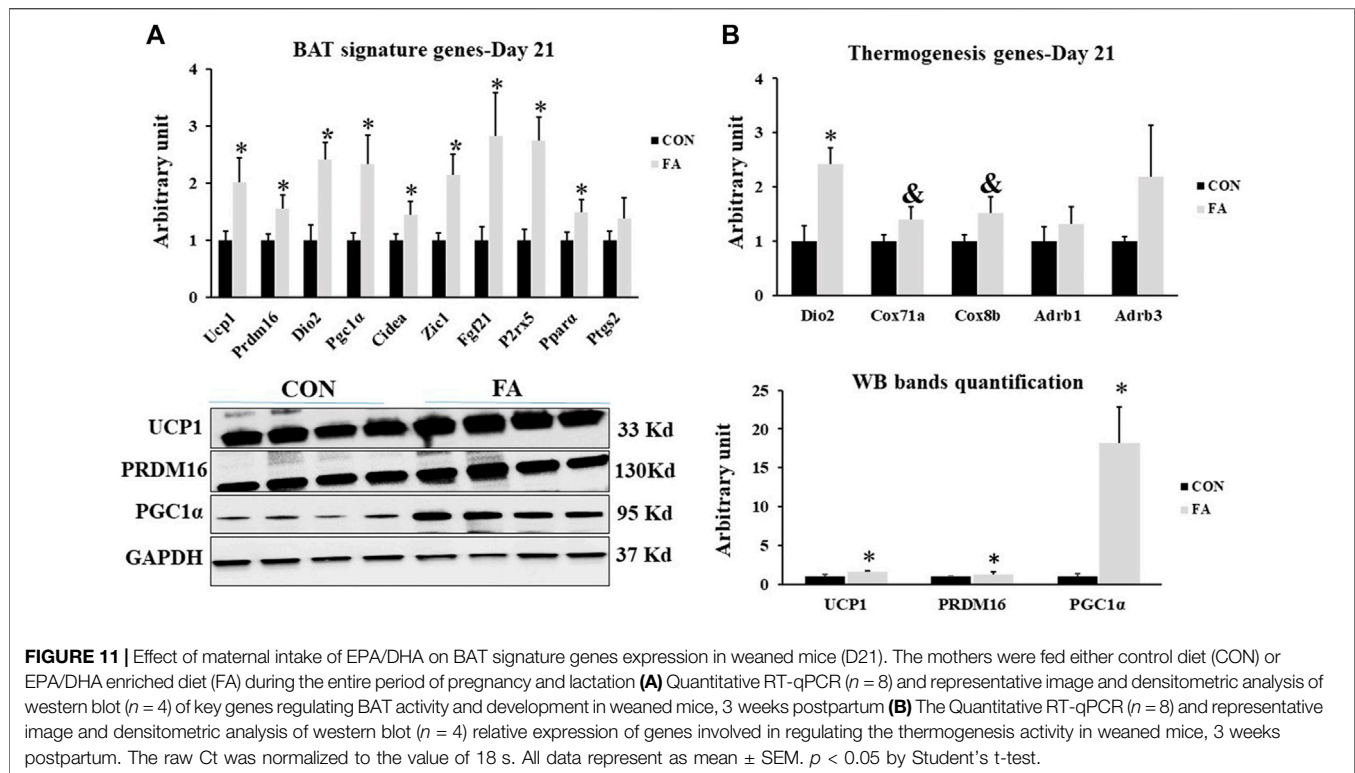 A
BAT signature genes-Day 21
Arbitrary unit
4
3
2
1
0
* * * * * * * * *
CON
FA
Ucp1 Prdm16 Dio2 Pgc1α Cidea Zic1 Fgf21 P2rx5 Pparα Ptgs2
CON FA
UCP1 33 Kd
PRDM16 130Kd
PGC1α 95 Kd
GAPDH 37 Kd
B
Thermogenesis genes-Day 21
Arbitrary unit
4
3
2
1
0
* & &
CON
FA
Dio2 Cox71a Cox8b Adrb1 Adrb3
WB bands quantification
Arbitrary unit
25
20
15
10
5
0
* * *
CON
FA
UCP1 PRDM16 PGC1α
FIGURE 11 | Effect of maternal intake of EPA/DHA on BAT signature genes expression in weaned mice (D21). The mothers were fed either control diet (CON) or
EPA/DHA enriched diet (FA) during the entire period of pregnancy and lactation (A) Quantitative RT-qPCR (n = 8) and representative image and densitometric analysis of
western blot (n = 4) of key genes regulating BAT activity and development in weaned mice, 3 weeks postpartum (B) The Quantitative RT-qPCR (n = 8) and representative
image and densitometric analysis of western blot (n = 4) relative expression of genes involved in regulating the thermogenesis activity in weaned mice, 3 weeks
postpartum. The raw Ct was normalized to the value of 18 s. All data represent as mean ± SEM. p < 0.05 by Student's t-test.